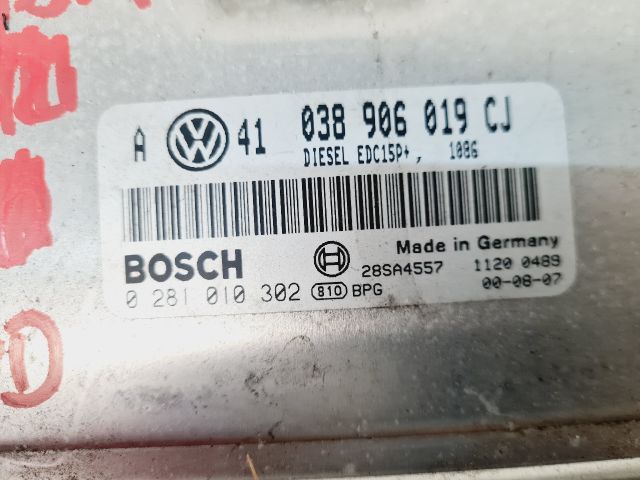 A VW 41 038 906 019 CJ
DIESEL EDC15P+, 1086
BOSCH Made in Germany
28SA4557 1120 0489
0 281 010 302 810 BPG 00-08-07
D